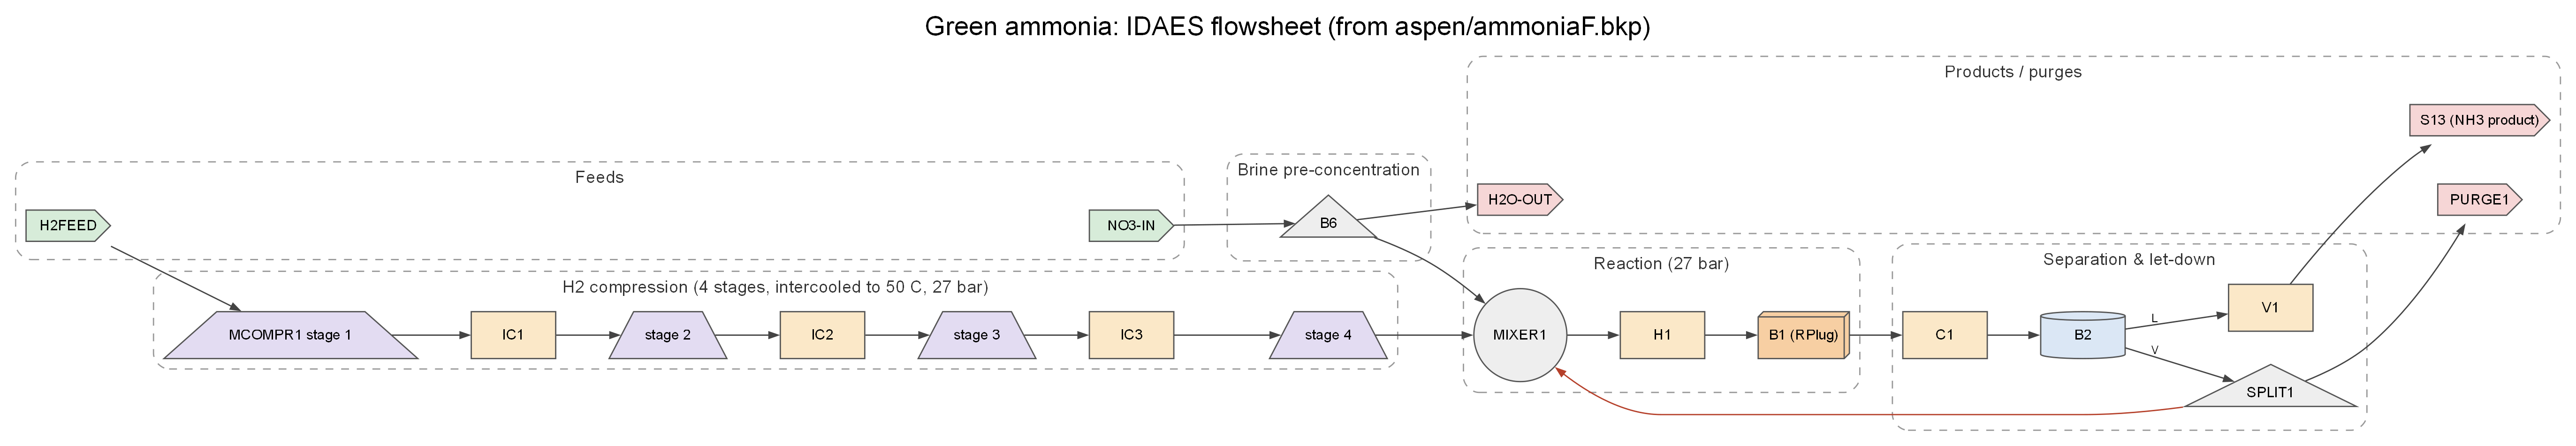 Green ammonia: IDAES flowsheet (from aspen/ammoniaF.bkp)
Products / purges
S13 (NH3 product)
Brine pre-concentration
Feeds
H2O-OUT
PURGE1
H2FEED
NO3-IN
B6
Reaction (27 bar)
Separation & let-down
H2 compression (4 stages, intercooled to 50 C, 27 bar)
MCOMPR1 stage 1
IC1
stage 2
IC2
stage 3
IC3
stage 4
MIXER1
H1
B1 (RPlug)
C1
B2
L
V1
V
SPLIT1